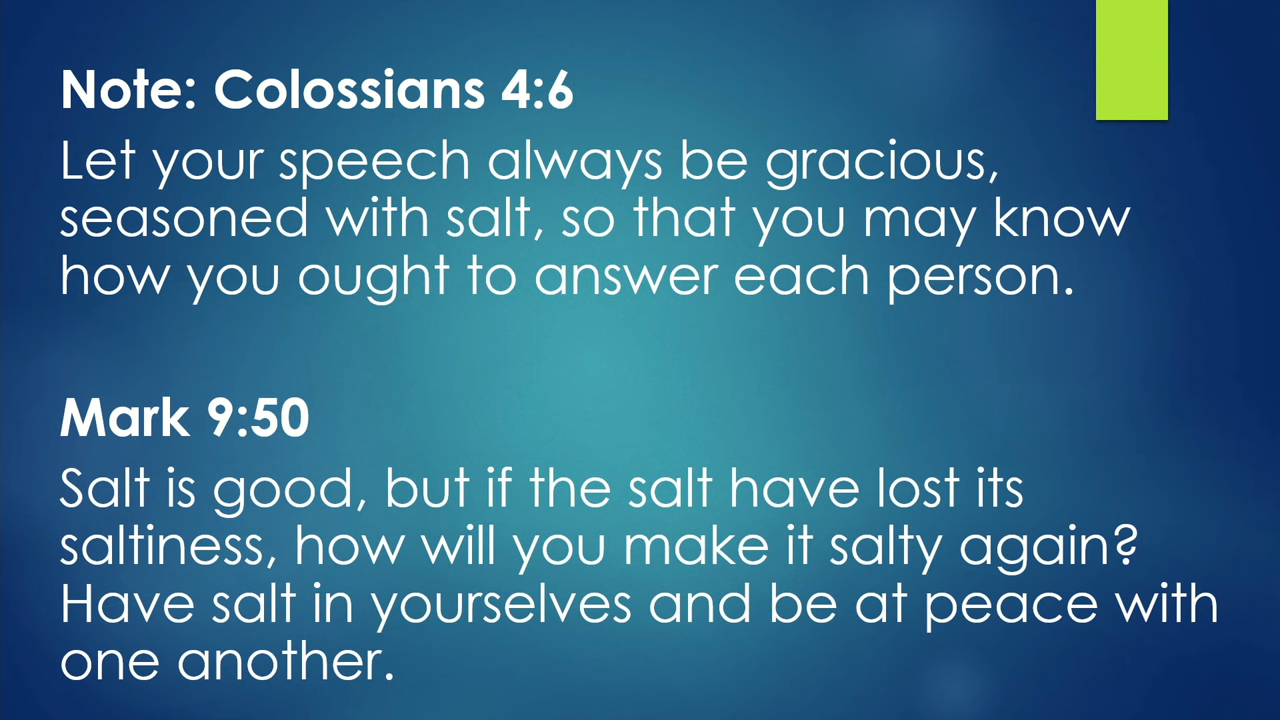 Note: Colossians 4:6
Let your speech always be gracious,
seasoned with salt, so that you may know
how you ought to answer each person.
Mark 9:50
Salt is good, but if the salt have lost its
saltiness, how will you make it salty again?
Have salt in yourselves and be at peace with
one another.